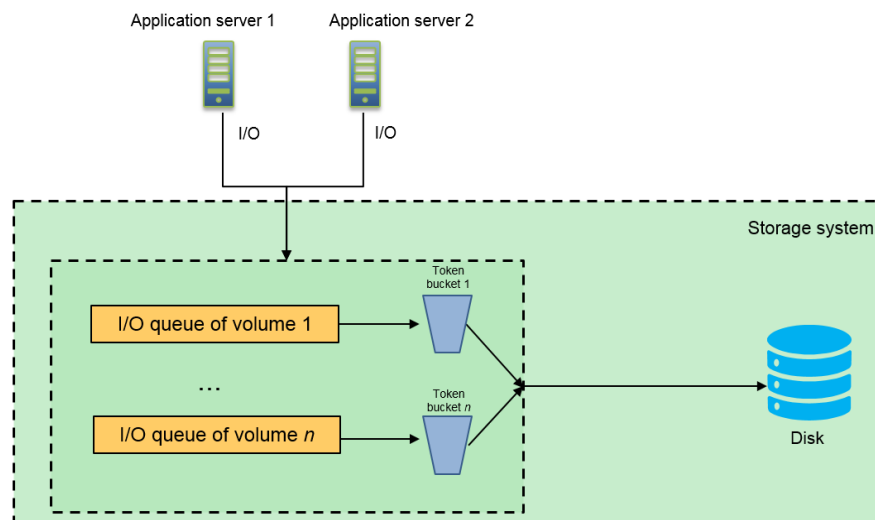 Application server 1
Application server 2
I/O
I/O
Storage system
Token
bucket 1
I/O queue of volume 1
...
Token
bucket n
I/O queue of volume n
Disk